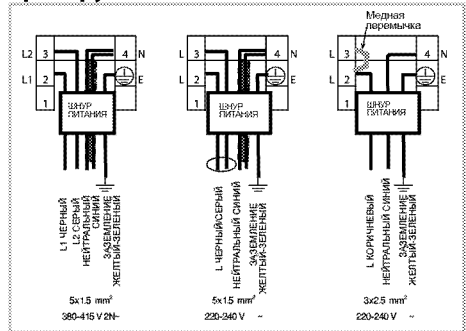 Медная
перемычка
L2 3 4 N
L1 2 E
1
ШНУР
ПИТАНИЯ
L1 ЧЕРНЫЙ
L2 СЕРЫЙ
НЕЙТРАЛЬНЫЙ
СИНИЙ
ЗАЗЕМЛЕНИЕ
ЖЕЛТЫЙ-ЗЕЛЕНЫЙ
5x1.5 mm²
380-415 V 2N~
L 3 4 N
L 2 E
1
ШНУР
ПИТАНИЯ
L ЧЕРНЫЙ/СЕРЫЙ
НЕЙТРАЛЬНЫЙ СИНИЙ
ЗАЗЕМЛЕНИЕ
ЖЕЛТЫЙ-ЗЕЛЕНЫЙ
5x1.5 mm²
220-240 V ~
L 3 4 N
L 2 E
1
ШНУР
ПИТАНИЯ
L КОРИЧНЕВЫЙ
НЕЙТРАЛЬНЫЙ СИНИЙ
ЗАЗЕМЛЕНИЕ
ЖЕЛТЫЙ-ЗЕЛЕНЫЙ
3x2.5 mm²
220-240 V ~